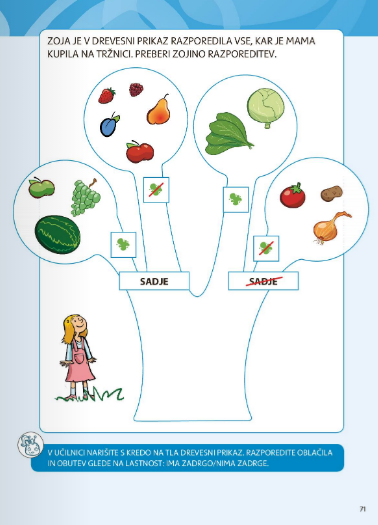 ZOJA JE V DREVESNI PRIKAZ RAZPOREDILA VSE, KAR JE MAMA
KUPILA NA TRŽNICI. PREBERI ZOJINO RAZPOREDITEV.
SADJE
SADJE
V UČILNICI NARIŠITE S KREDO NA TLA DREVESNI PRIKAZ. RAZPOREDITE OBLAČILA
IN OBUTEV GLEDE NA LASTNOST: IMA ZADRGO/NIMA ZADRGE.
71